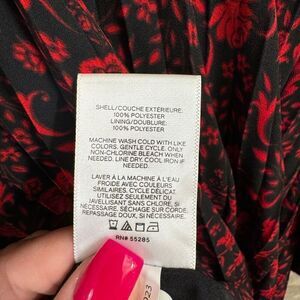 SHELL/COUCHE EXTÉRIEURE:
100% POLYESTER
LINING/DOUBLURE:
100% POLYESTER
MACHINE WASH COLD WITH LIKE
COLORS. GENTLE CYCLE. ONLY
NON-CHLORINE BLEACH WHEN
NEEDED. LINE DRY. COOL IRON IF
NEEDED.
LAVER À LA MACHINE À L'EAU
FROIDE AVEC COULEURS
SIMILAIRES, CYCLE DÉLICAT.
UTILISEZ SEULEMENT UN
JAVELLISANT SANS CHLORE SI
NÉCESSAIRE. SÉCHAGE SUR CORDE.
REPASSAGE DOUX, SI NÉCESSAIRE.
RN# 55285